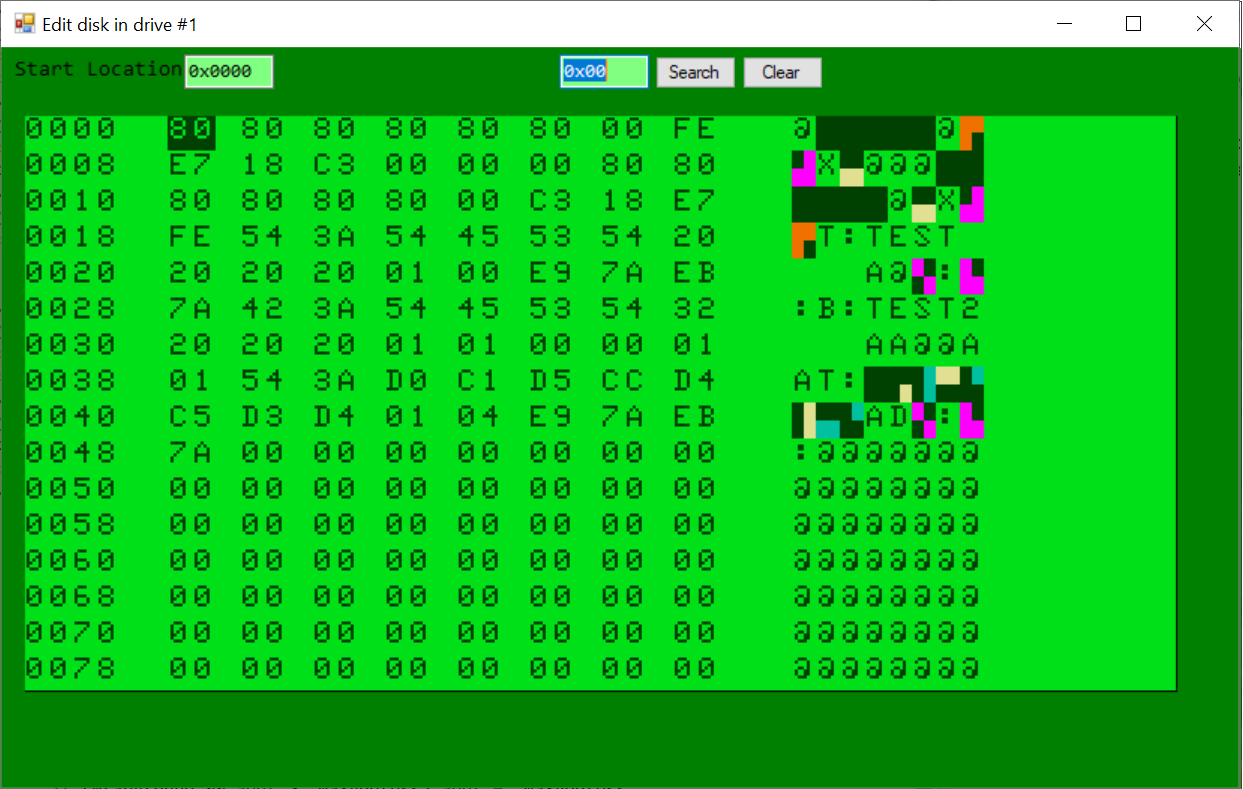 Edit disk in drive #1
Start Location 0x0000 0x00 Search Clear
0000 80 80 80 80 80 80 00 FE @ @
0008 E7 18 C3 00 00 00 80 80 X @@@
0010 80 80 80 80 00 C3 18 E7 @ X
0018 FE 54 3A 54 45 53 54 20 T:TEST
0020 20 20 20 01 00 E9 7A EB A@ :
0028 7A 42 3A 54 45 53 54 32 :B:TEST2
0030 20 20 20 01 01 00 00 01 AA@@A
0038 01 54 3A D0 C1 D5 CC D4 AT:
0040 C5 D3 D4 01 04 E9 7A EB AD :
0048 7A 00 00 00 00 00 00 00 :@@@@@@@
0050 00 00 00 00 00 00 00 00 @@@@@@@@
0058 00 00 00 00 00 00 00 00 @@@@@@@@
0060 00 00 00 00 00 00 00 00 @@@@@@@@
0068 00 00 00 00 00 00 00 00 @@@@@@@@
0070 00 00 00 00 00 00 00 00 @@@@@@@@
0078 00 00 00 00 00 00 00 00 @@@@@@@@